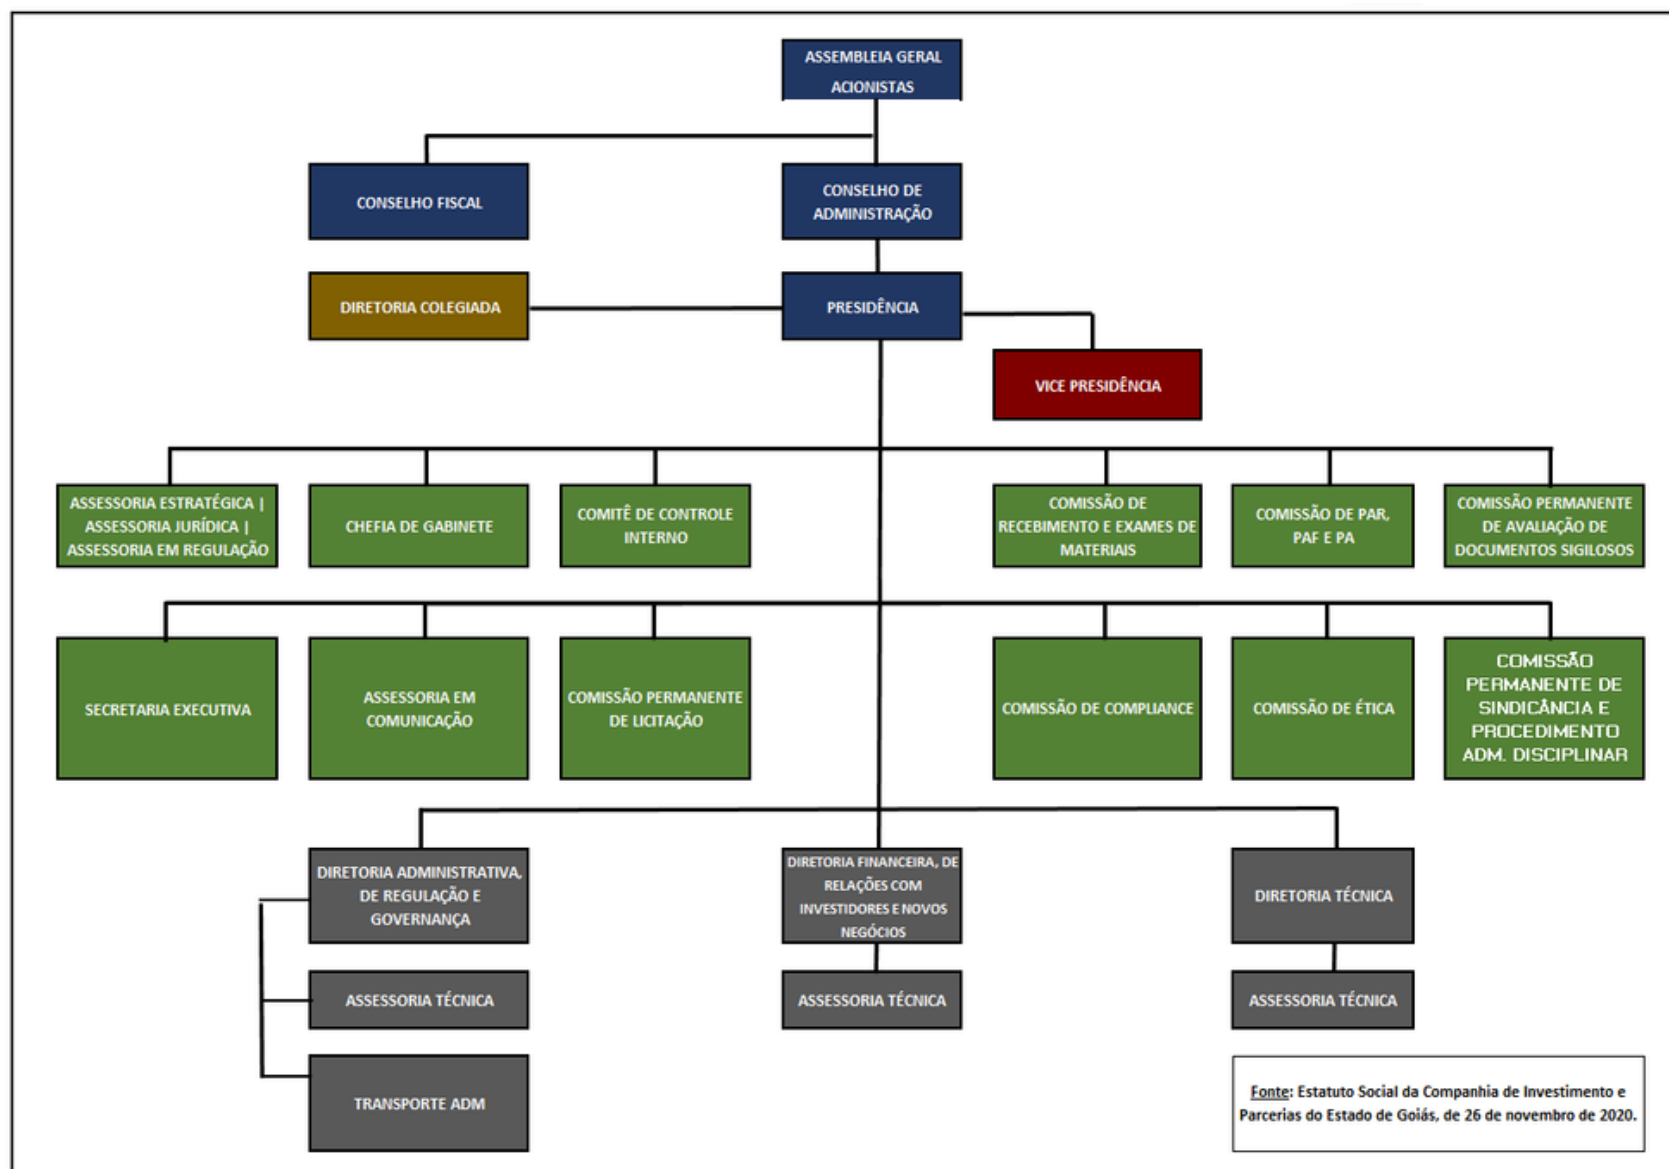 ASSEMBLEIA GERAL
ACIONISTAS
CONSELHO FISCAL
CONSELHO DE
ADMINISTRAÇÃO
DIRETORIA COLEGIADA
PRESIDÊNCIA
VICE PRESIDÊNCIA
ASSESSORIA ESTRATÉGICA |
ASSESSORIA JURÍDICA |
ASSESSORIA EM REGULAÇÃO
CHEFIA DE GABINETE
COMITÊ DE CONTROLE
INTERNO
COMISSÃO DE
RECEBIMENTO E EXAMES DE
MATERIAIS
COMISSÃO DE PAR,
PAF E PA
COMISSÃO PERMANENTE
DE AVALIAÇÃO DE
DOCUMENTOS SIGILOSOS
SECRETARIA EXECUTIVA
ASSESSORIA EM
COMUNICAÇÃO
COMISSÃO PERMANENTE
DE LICITAÇÃO
COMISSÃO DE COMPLIANCE
COMISSÃO DE ÉTICA
COMISSÃO
PERMANENTE DE
SINDICÂNCIA E
PROCEDIMENTO
ADM. DISCIPLINAR
DIRETORIA ADMINISTRATIVA,
DE REGULAÇÃO E
GOVERNANÇA
DIRETORIA FINANCEIRA, DE
RELAÇÕES COM
INVESTIDORES E NOVOS
NEGÓCIOS
DIRETORIA TÉCNICA
ASSESSORIA TÉCNICA
ASSESSORIA TÉCNICA
ASSESSORIA TÉCNICA
TRANSPORTE ADM
Fonte: Estatuto Social da Companhia de Investimento e
Parcerias do Estado de Goiás, de 26 de novembro de 2020.